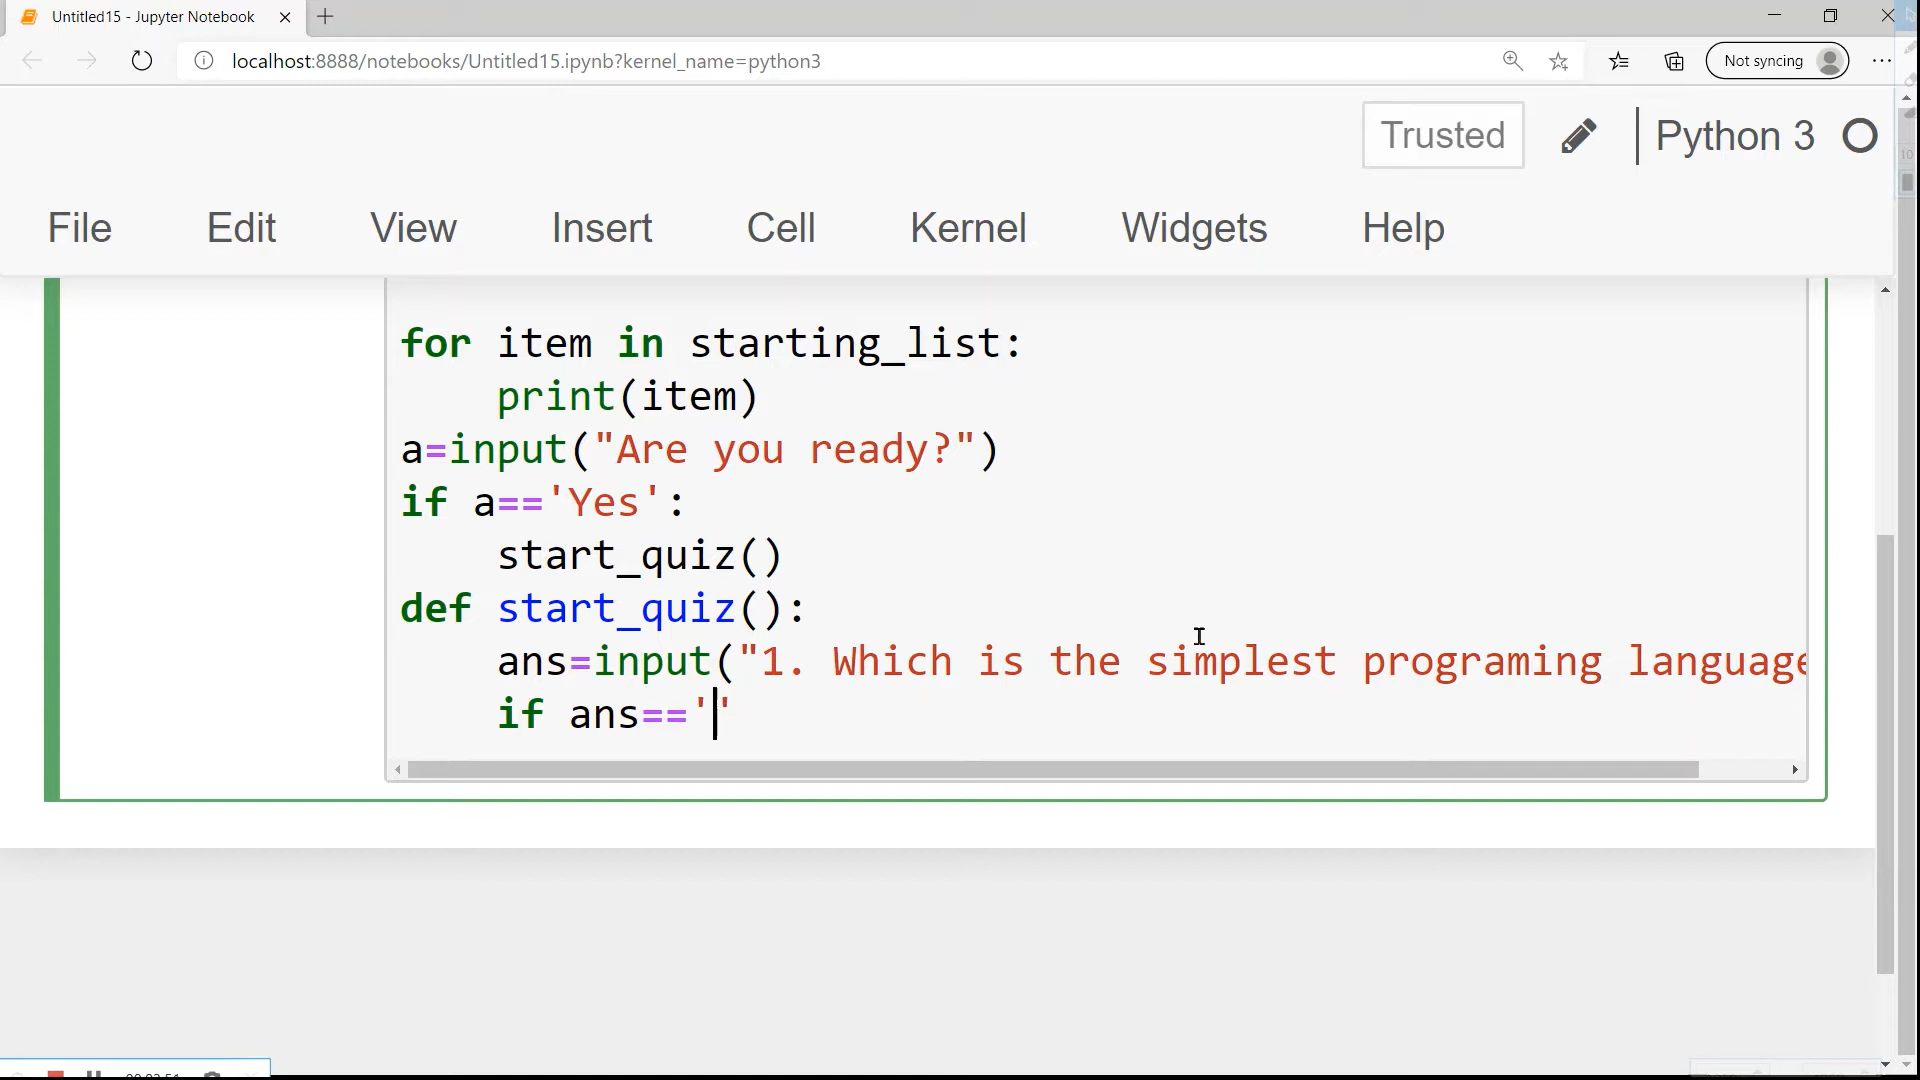 Untitled15 - Jupyter Notebook
localhost:8888/notebooks/Untitled15.ipynb?kernel_name=python3
Not syncing
Trusted
Python 3
File Edit View Insert Cell Kernel Widgets Help
for item in starting_list:
    print(item)
a=input("Are you ready?")
if a=='Yes':
    start_quiz()
def start_quiz():
    ans=input("1. Which is the simplest programing language
    if ans==''
10